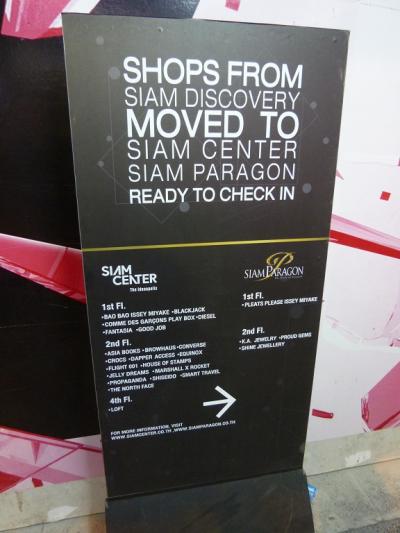 SHOPS FROM
SIAM DISCOVERY
MOVED TO
SIAM CENTER
SIAM PARAGON
READY TO CHECK IN
SIAM
CENTER
The Ideaopolis
1st Fl.
•BAO BAO ISSEY MIYAKE •BLACKJACK
•COMME DES GARÇONS PLAY BOX •DIESEL
•FANTASIA •GOOD JOB
2nd Fl.
•ASIA BOOKS •BROWHAUS •CONVERSE
•CROCS •DAPPER ACCESS •EQUINOX
•FLIGHT 001 •HOUSE OF STAMPS
•JELLY DREAMS •MARSHALL X ROCKET
•PROPAGANDA •SHISEIDO •SMART TRAVEL
•THE NORTH FACE
4th Fl.
•LOFT
SIAM PARAGON
1st Fl.
•PLEATS PLEASE ISSEY MIYAKE
2nd Fl.
•K.A. JEWELRY •PROUD GEMS
•SHINE JEWELLERY
FOR MORE INFORMATION, VISIT
WWW.SIAMCENTER.CO.TH ,WWW.SIAMPARAGON.CO.TH